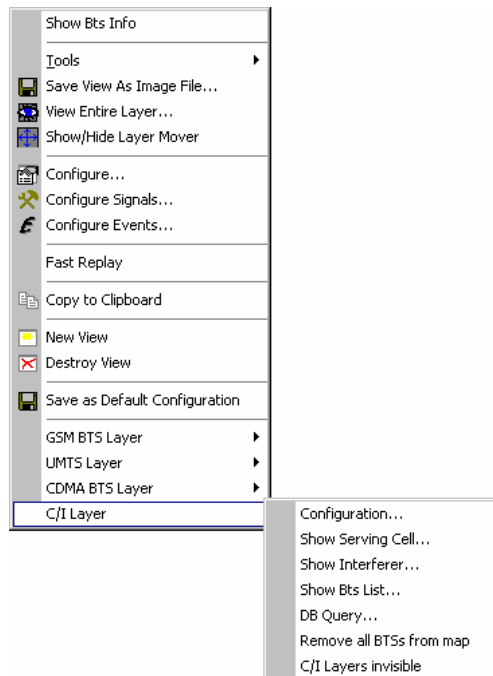 Show Bts Info
Tools
Save View As Image File...
View Entire Layer...
Show/Hide Layer Mover
Configure...
Configure Signals...
Configure Events...
Fast Replay
Copy to Clipboard
New View
Destroy View
Save as Default Configuration
GSM BTS Layer
UMTS Layer
CDMA BTS Layer
C/I Layer
Configuration...
Show Serving Cell...
Show Interferer...
Show Bts List...
DB Query...
Remove all BTSs from map
C/I Layers invisible